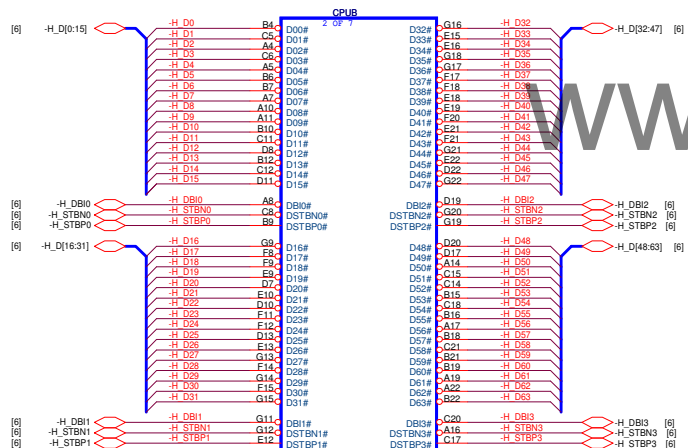 CPUB
2 OF 7
[6] -H_D[0:15] -H_D0 B4 D00# D32# G16 -H_D32 -H_D[32:47] [6]
-H_D1 C5 D01# D33# E15 -H_D33
-H_D2 A4 D02# D34# E16 -H_D34
-H_D3 C6 D03# D35# G18 -H_D35
-H_D4 A5 D04# D36# G17 -H_D36
-H_D5 B6 D05# D37# F17 -H_D37
-H_D6 B7 D06# D38# F18 -H_D38
-H_D7 A7 D07# D39# E18 -H_D39
-H_D8 A10 D08# D40# E19 -H_D40
-H_D9 A11 D09# D41# F20 -H_D41
-H_D10 B10 D10# D42# E21 -H_D42
-H_D11 C11 D11# D43# F21 -H_D43
-H_D12 D8 D12# D44# G21 -H_D44
-H_D13 B12 D13# D45# E22 -H_D45
-H_D14 C12 D14# D46# D22 -H_D46
-H_D15 D11 D15# D47# G22 -H_D47
ww
[6] -H_DBI0 -H_DBI0 A8 DBI0# DBI2# D19 -H_DBI2 -H_DBI2 [6]
[6] -H_STBN0 -H_STBN0 C8 DSTBN0# DSTBN2# G20 -H_STBN2 -H_STBN2 [6]
[6] -H_STBP0 -H_STBP0 B9 DSTBP0# DSTBP2# G19 -H_STBP2 -H_STBP2 [6]
[6] -H_D[16:31] -H_D16 G9 D16# D48# D20 -H_D48 -H_D[48:63] [6]
-H_D17 F8 D17# D49# D17 -H_D49
-H_D18 F9 D18# D50# A14 -H_D50
-H_D19 E9 D19# D51# C15 -H_D51
-H_D20 D7 D20# D52# C14 -H_D52
-H_D21 E10 D21# D53# B15 -H_D53
-H_D22 D10 D22# D54# C18 -H_D54
-H_D23 F11 D23# D55# B16 -H_D55
-H_D24 F12 D24# D56# A17 -H_D56
-H_D25 D13 D25# D57# B18 -H_D57
-H_D26 E13 D26# D58# C21 -H_D58
-H_D27 G13 D27# D59# B21 -H_D59
-H_D28 F14 D28# D60# B19 -H_D60
-H_D29 G14 D29# D61# A19 -H_D61
-H_D30 F15 D30# D62# A22 -H_D62
-H_D31 G15 D31# D63# B22 -H_D63
[6] -H_DBI1 -H_DBI1 G11 DBI1# DBI3# C20 -H_DBI3 -H_DBI3 [6]
[6] -H_STBN1 -H_STBN1 G12 DSTBN1# DSTBN3# A16 -H_STBN3 -H_STBN3 [6]
[6] -H_STBP1 -H_STBP1 E12 DSTBP1# DSTBP3# C17 -H_STBP3 -H_STBP3 [6]